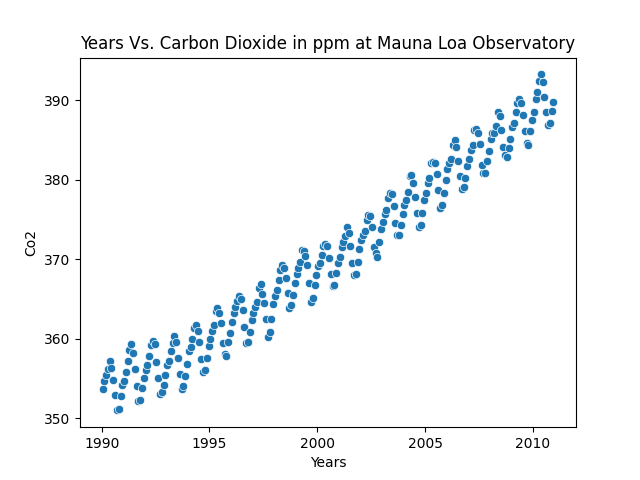 Years Vs. Carbon Dioxide in ppm at Mauna Loa Observatory
390
380
370
360
350
Co2
1990 1995 2000 2005 2010
Years